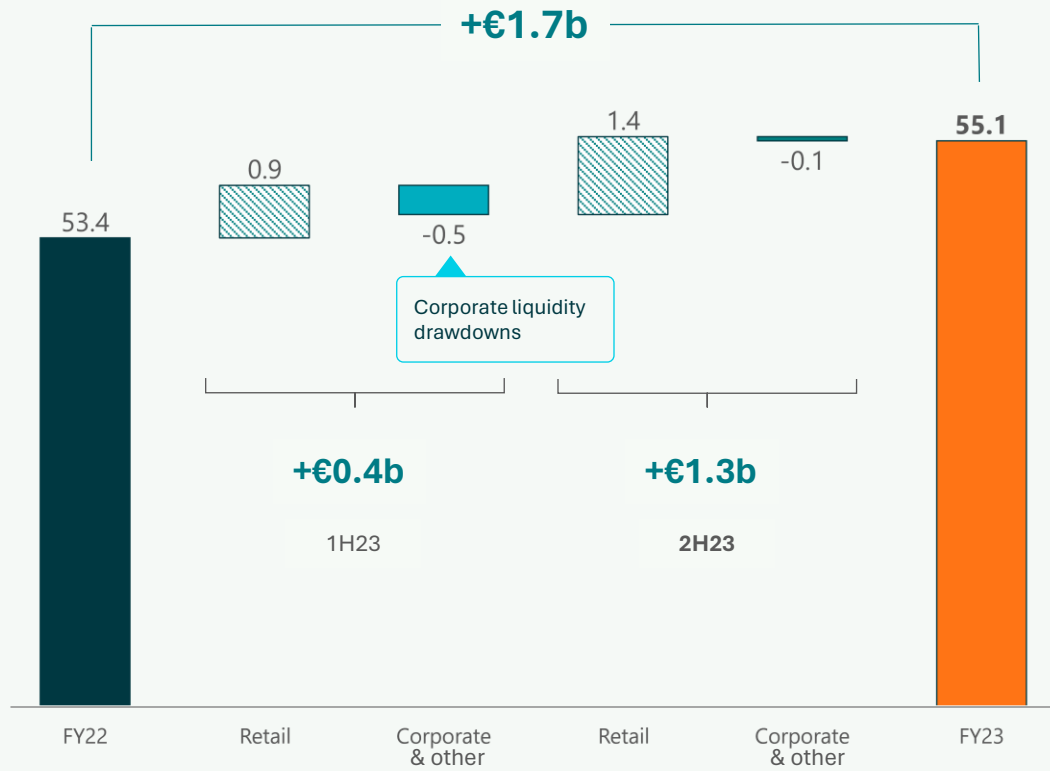 +€1.7b
53.4
0.9
-0.5
1.4
-0.1
55.1
Corporate liquidity
drawdowns
+€0.4b
+€1.3b
1H23
2H23
FY22
Retail
Corporate
& other
Retail
Corporate
& other
FY23